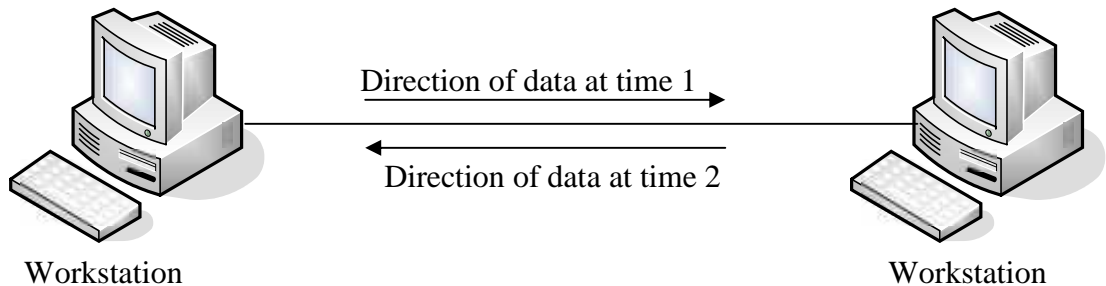 Direction of data at time 1
Direction of data at time 2
Workstation
Workstation